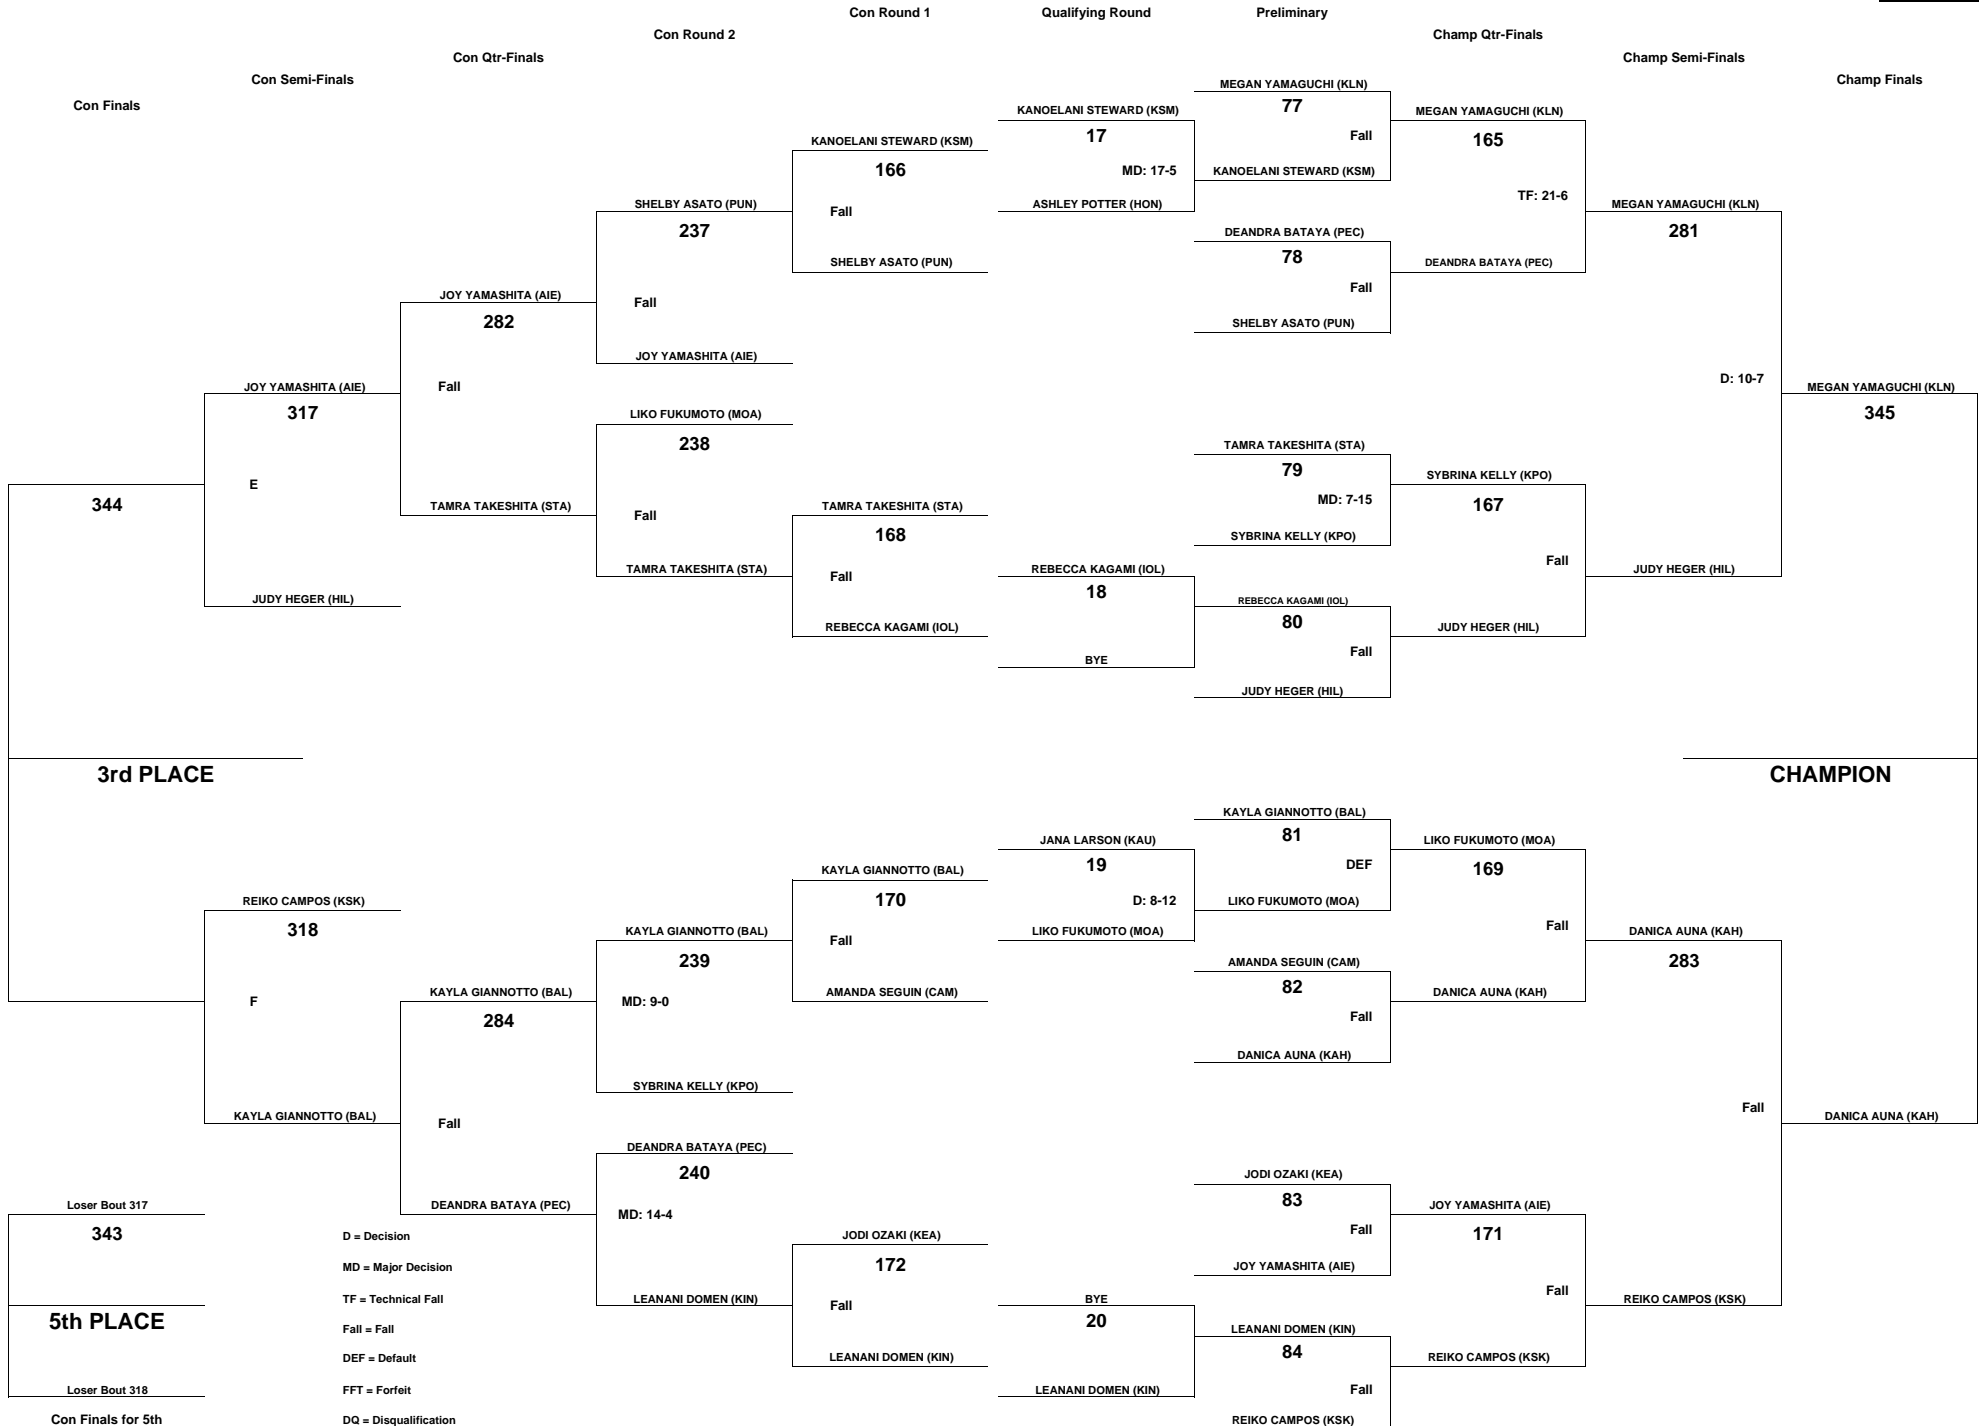 Con Round 1
Qualifying Round
Preliminary
Con Round 2
Champ Qtr-Finals
Con Qtr-Finals
Champ Semi-Finals
Con Semi-Finals
Champ Finals
Con Finals
MEGAN YAMAGUCHI (KLN)
77
Fall
KANOELANI STEWARD (KSM)
KANOELANI STEWARD (KSM)
17
MD: 17-5
ASHLEY POTTER (HON)
MEGAN YAMAGUCHI (KLN)
165
TF: 21-6
DEANDRA BATAYA (PEC)
KANOELANI STEWARD (KSM)
166
Fall
SHELBY ASATO (PUN)
SHELBY ASATO (PUN)
237
Fall
JOY YAMASHITA (AIE)
DEANDRA BATAYA (PEC)
78
Fall
SHELBY ASATO (PUN)
MEGAN YAMAGUCHI (KLN)
281
D: 10-7
JUDY HEGER (HIL)
JOY YAMASHITA (AIE)
282
Fall
TAMRA TAKESHITA (STA)
JOY YAMASHITA (AIE)
317
E
JUDY HEGER (HIL)
LIKO FUKUMOTO (MOA)
238
Fall
TAMRA TAKESHITA (STA)
MEGAN YAMAGUCHI (KLN)
345
TAMRA TAKESHITA (STA)
79
MD: 7-15
SYBRINA KELLY (KPO)
SYBRINA KELLY (KPO)
167
Fall
JUDY HEGER (HIL)
344
TAMRA TAKESHITA (STA)
168
Fall
REBECCA KAGAMI (IOL)
REBECCA KAGAMI (IOL)
18
BYE
REBECCA KAGAMI (IOL)
80
Fall
JUDY HEGER (HIL)
3rd PLACE
CHAMPION
KAYLA GIANNOTTO (BAL)
81
DEF
LIKO FUKUMOTO (MOA)
JANA LARSON (KAU)
19
D: 8-12
LIKO FUKUMOTO (MOA)
LIKO FUKUMOTO (MOA)
169
Fall
DANICA AUNA (KAH)
KAYLA GIANNOTTO (BAL)
170
Fall
AMANDA SEGUIN (CAM)
REIKO CAMPOS (KSK)
318
F
KAYLA GIANNOTTO (BAL)
KAYLA GIANNOTTO (BAL)
239
MD: 9-0
SYBRINA KELLY (KPO)
DANICA AUNA (KAH)
283
Fall
REIKO CAMPOS (KSK)
AMANDA SEGUIN (CAM)
82
Fall
DANICA AUNA (KAH)
KAYLA GIANNOTTO (BAL)
284
Fall
DEANDRA BATAYA (PEC)
DANICA AUNA (KAH)
DEANDRA BATAYA (PEC)
240
MD: 14-4
LEANANI DOMEN (KIN)
JODI OZAKI (KEA)
83
Fall
JOY YAMASHITA (AIE)
JOY YAMASHITA (AIE)
171
Fall
REIKO CAMPOS (KSK)
JODI OZAKI (KEA)
172
Fall
LEANANI DOMEN (KIN)
BYE
20
LEANANI DOMEN (KIN)
LEANANI DOMEN (KIN)
84
Fall
REIKO CAMPOS (KSK)
Loser Bout 317
343
5th PLACE
Loser Bout 318
Con Finals for 5th
D = Decision
MD = Major Decision
TF = Technical Fall
Fall = Fall
DEF = Default
FFT = Forfeit
DQ = Disqualification